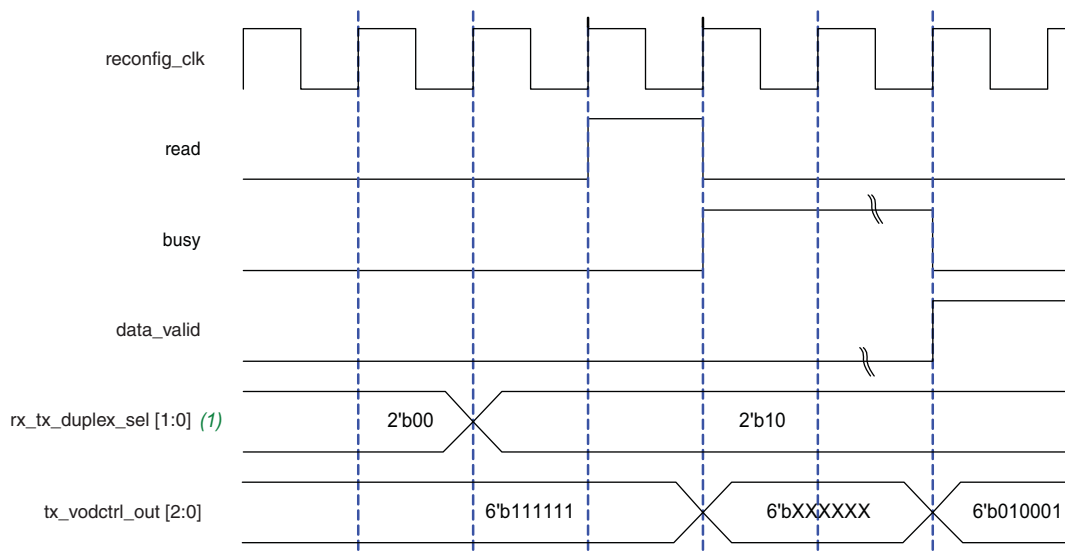 reconfig_clk
read
busy
data_valid
rx_tx_duplex_sel [1:0] (1) 2'b00 2'b10
tx_vodctrl_out [2:0] 6'b111111 6'bXXXXXX 6'b010001